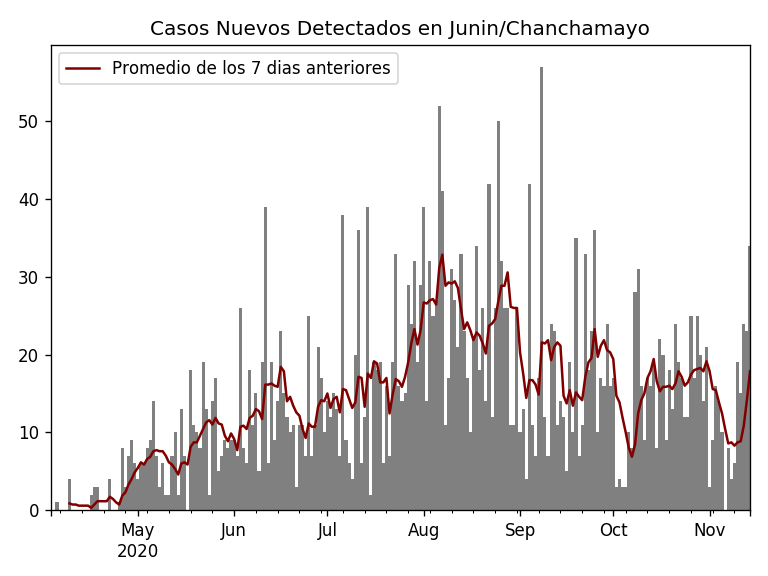 Casos Nuevos Detectados en Junin/Chanchamayo
Promedio de los 7 dias anteriores
50
40
30
20
10
0
May Jun Jul Aug Sep Oct Nov
2020